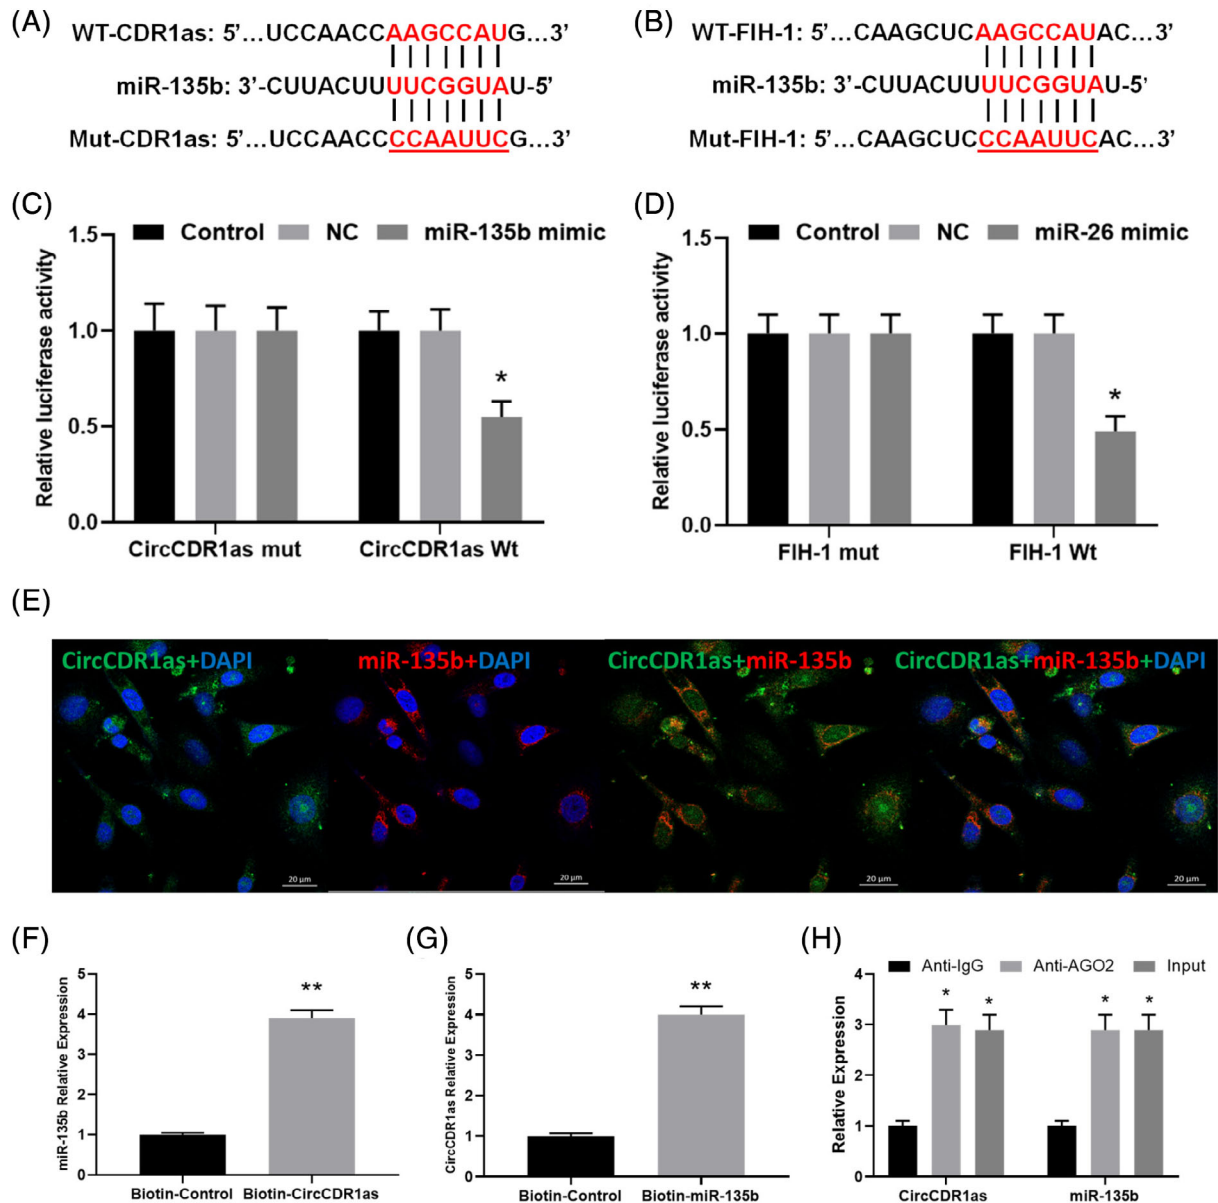 (A)
WT-CDR1as: 5’...UCCAACCAAGCCAUG...3’
miR-135b: 3’-CUUACUUUUCGGUAU-5’
Mut-CDR1as: 5’...UCCAACCCCAAUUCG...3’
(B)
WT-FIH-1: 5’...CAAGCUCAAGCCAUAC...3’
miR-135b: 3’-CUUACUUUUCGGUAU-5’
Mut-FIH-1: 5’...CAAGCUCCCAAUUCAC...3’
(C)
Control NC miR-135b mimic
Relative luciferase activity
1.5
1.0
0.5
0.0
*
CircCDR1as mut CircCDR1as Wt
(D)
Control NC miR-26 mimic
Relative luciferase activity
1.5
1.0
0.5
0.0
*
FIH-1 mut FIH-1 Wt
(E)
CircCDR1as+DAPI
20 μm
miR-135b+DAPI
20 μm
CircCDR1as+miR-135b
20 μm
CircCDR1as+miR-135b+DAPI
20 μm
(F)
miR-135b Relative Expression
5
4
3
2
1
0
**
Biotin-Control Biotin-CircCDR1as
(G)
CircCDR1as Relative Expression
5
4
3
2
1
0
**
Biotin-Control Biotin-miR-135b
(H)
Anti-IgG Anti-AGO2 Input
Relative Expression
4
3
2
1
0
* * * *
CircCDR1as miR-135b